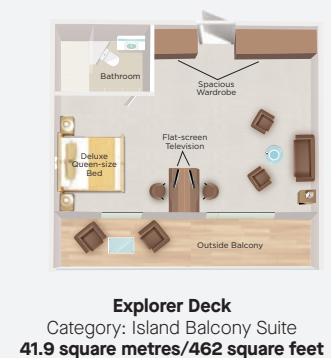 Bathroom
Spacious
Wardrobe
Flat-screen
Television
Deluxe
Queen-size
Bed
Outside Balcony
Explorer Deck
Category: Island Balcony Suite
41.9 square metres/462 square feet